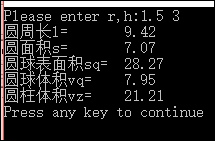 Please enter r,h:1.5 3
圆周长l=       9.42
圆面积s=       7.07
圆球表面积sq=  28.27
圆球体积vq=    7.95
圆柱体积vz=    21.21
Press any key to continue